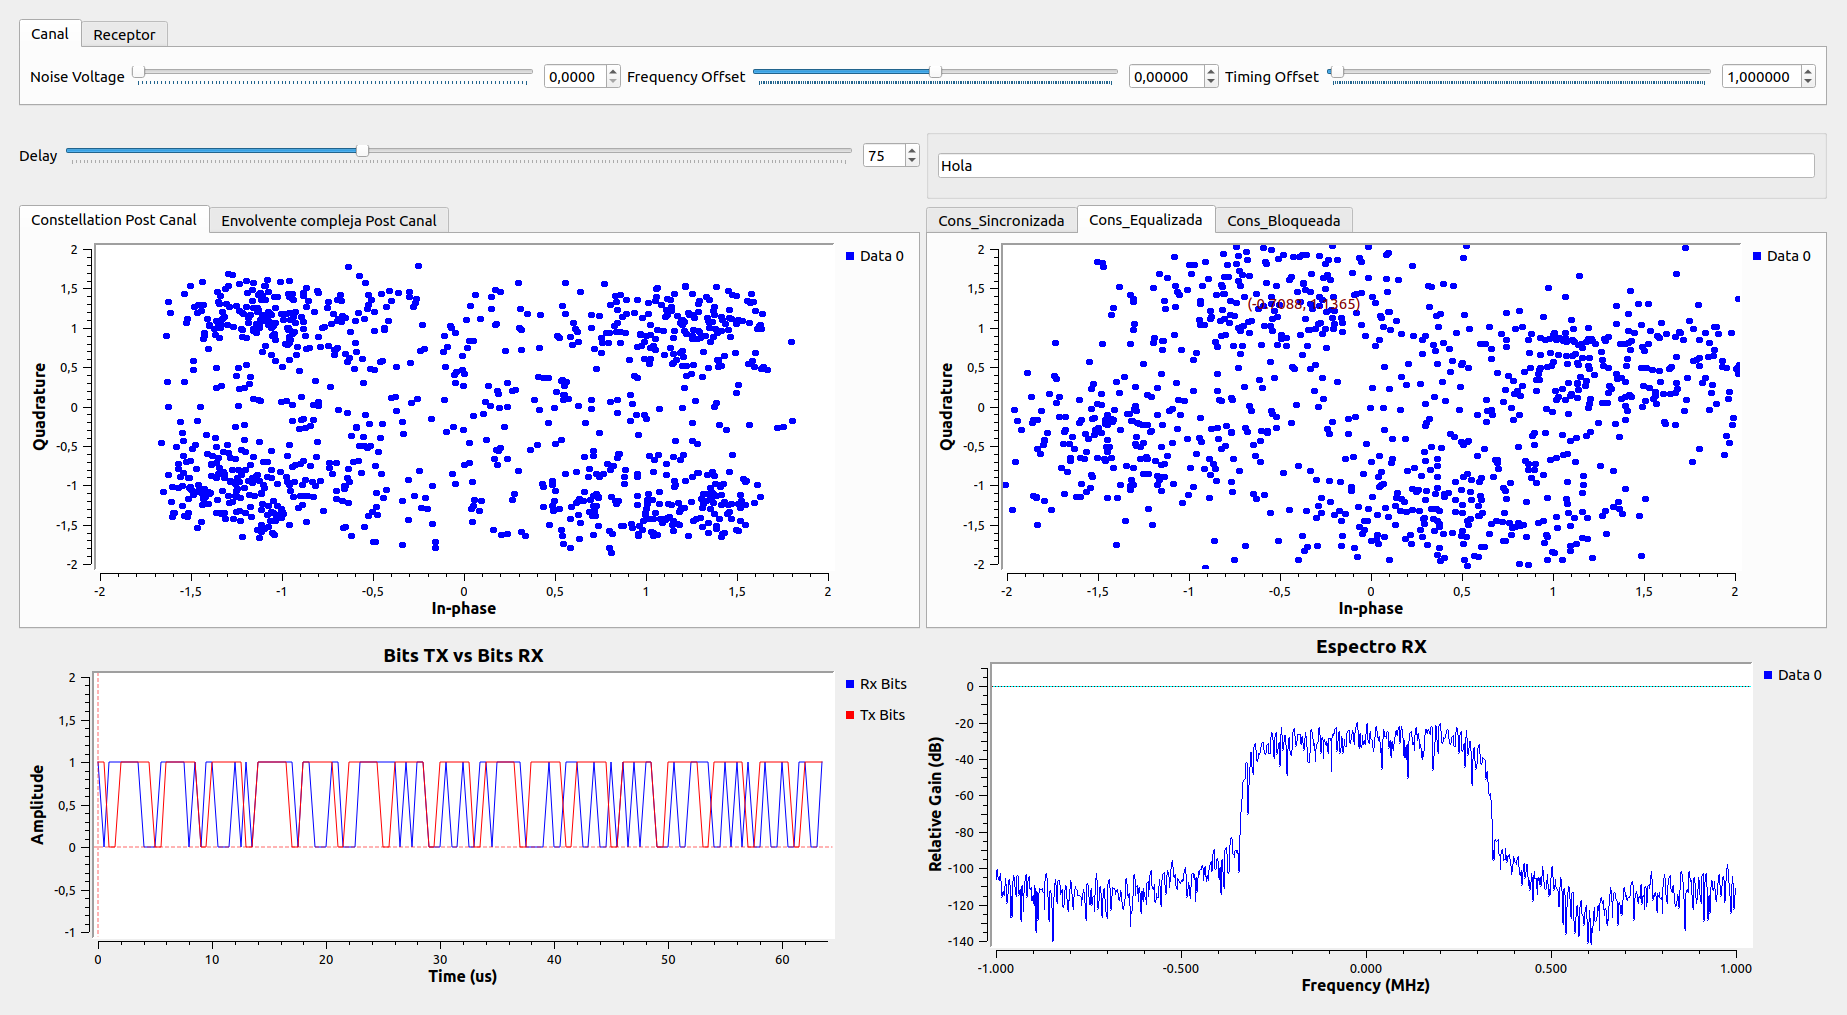 Canal Receptor
Noise Voltage 0,0000 Frequency Offset 0,00000 Timing Offset 1,000000
Delay 75
Hola
Constellation Post Canal Envolvente compleja Post Canal
2
1,5
1
0,5
0
-0,5
-1
-1,5
-2
Quadrature
-2 -1,5 -1 -0,5 0 0,5 1 1,5 2
In-phase
Data 0
Cons_Sincronizada Cons_Equalizada Cons_Bloqueada
2
1,5
1
0,5
0
-0,5
-1
-1,5
-2
Quadrature
-2 -1,5 -1 -0,5 0 0,5 1 1,5 2
In-phase
Data 0
Bits TX vs Bits RX
2
1,5
1
0,5
0
-0,5
-1
Amplitude
0 10 20 30 40 50 60
Time (us)
Rx Bits
Tx Bits
Espectro RX
0
-20
-40
-60
-80
-100
-120
-140
Relative Gain (dB)
-1.000 -0.500 0.000 0.500 1.000
Frequency (MHz)
Data 0